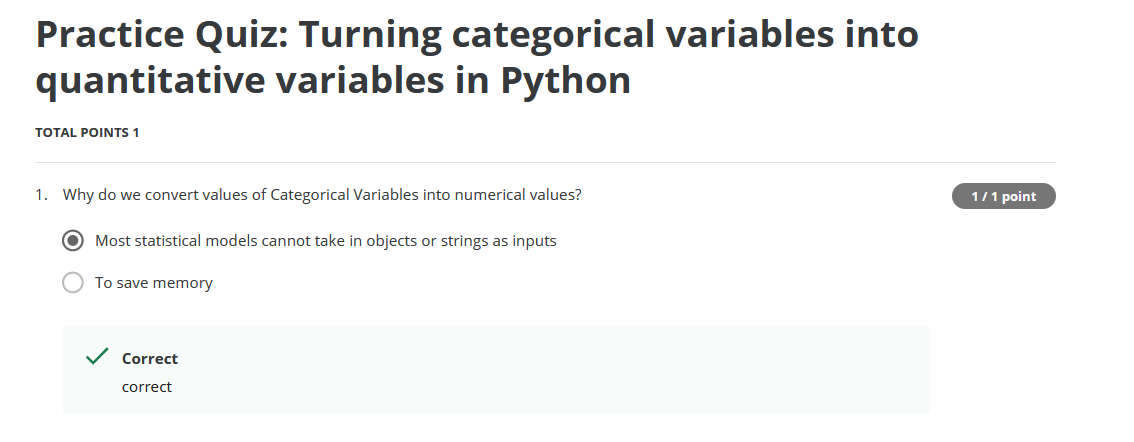 Practice Quiz: Turning categorical variables into
quantitative variables in Python
TOTAL POINTS 1
1. Why do we convert values of Categorical Variables into numerical values?
1 / 1 point
Most statistical models cannot take in objects or strings as inputs
To save memory
Correct
correct